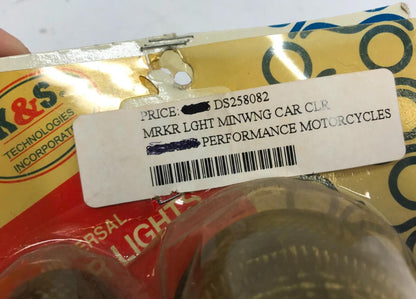 K&S
TECHNOLOGIES
INCORPORATED
PRICE: DS258082
MRKR LGHT MINWNG CAR CLR
PERFORMANCE MOTORCYCLES
LIGHTS